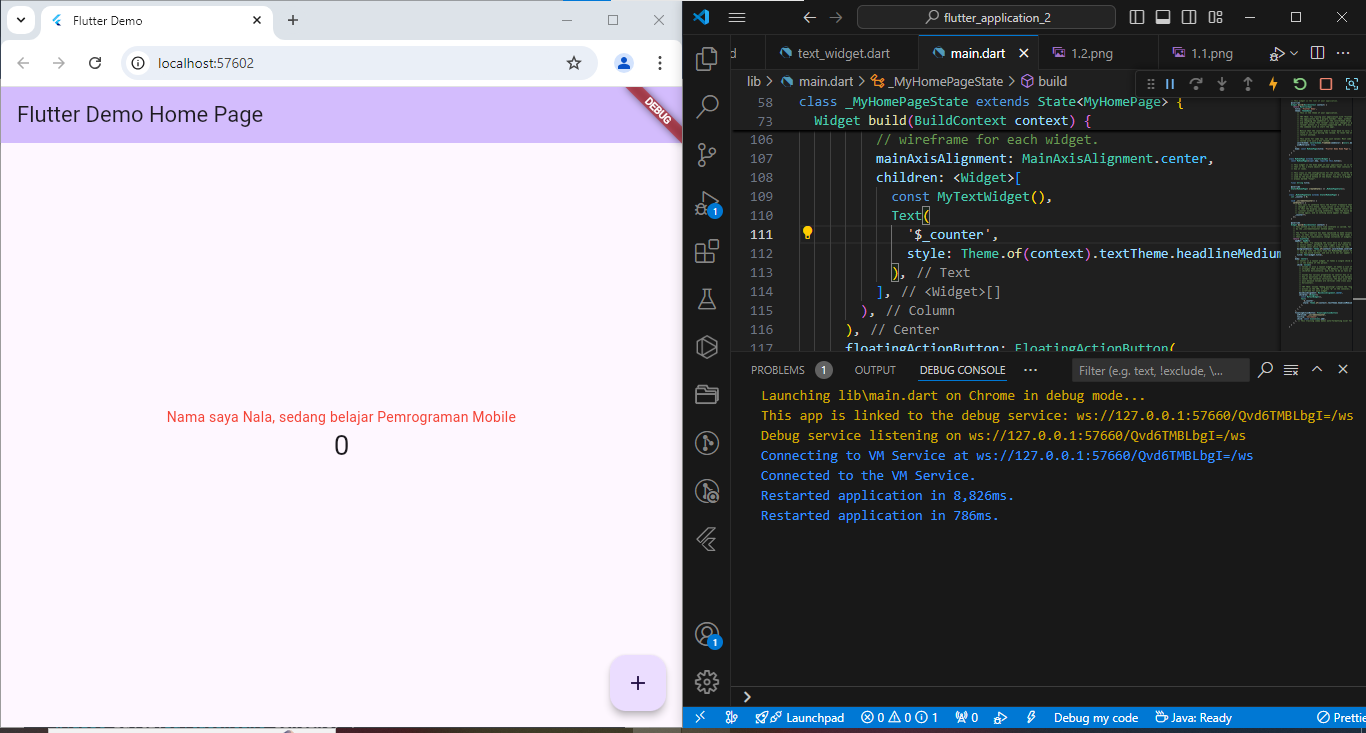 Flutter Demo
localhost:57602
Flutter Demo Home Page
DEBUG
Nama saya Nala, sedang belajar Pemrograman Mobile
0
+
flutter_application_2
d
text_widget.dart
main.dart
1.2.png
1.1.png
lib > main.dart > _MyHomePageState > build
58 class _MyHomePageState extends State<MyHomePage> {
73 Widget build(BuildContext context) {
106 // wireframe for each widget.
107 mainAxisAlignment: MainAxisAlignment.center,
108 children: <Widget>[
109 const MyTextWidget(),
110 Text(
111 '$_counter',
112 style: Theme.of(context).textTheme.headlineMedium
113 ), // Text
114 ], // <Widget>[]
115 ), // Column
116 ), // Center
117 floatingActionButton: FloatingActionButton(
PROBLEMS 1 OUTPUT DEBUG CONSOLE ··· Filter (e.g. text, !exclude, \...
Launching lib\main.dart on Chrome in debug mode...
This app is linked to the debug service: ws://127.0.0.1:57660/Qvd6TMBLbgI=/ws
Debug service listening on ws://127.0.0.1:57660/Qvd6TMBLbgI=/ws
Connecting to VM Service at ws://127.0.0.1:57660/Qvd6TMBLbgI=/ws
Connected to the VM Service.
Restarted application in 8,826ms.
Restarted application in 786ms.
1
1
>
Launchpad 0 0 1 0 Debug my code Java: Ready Prettie